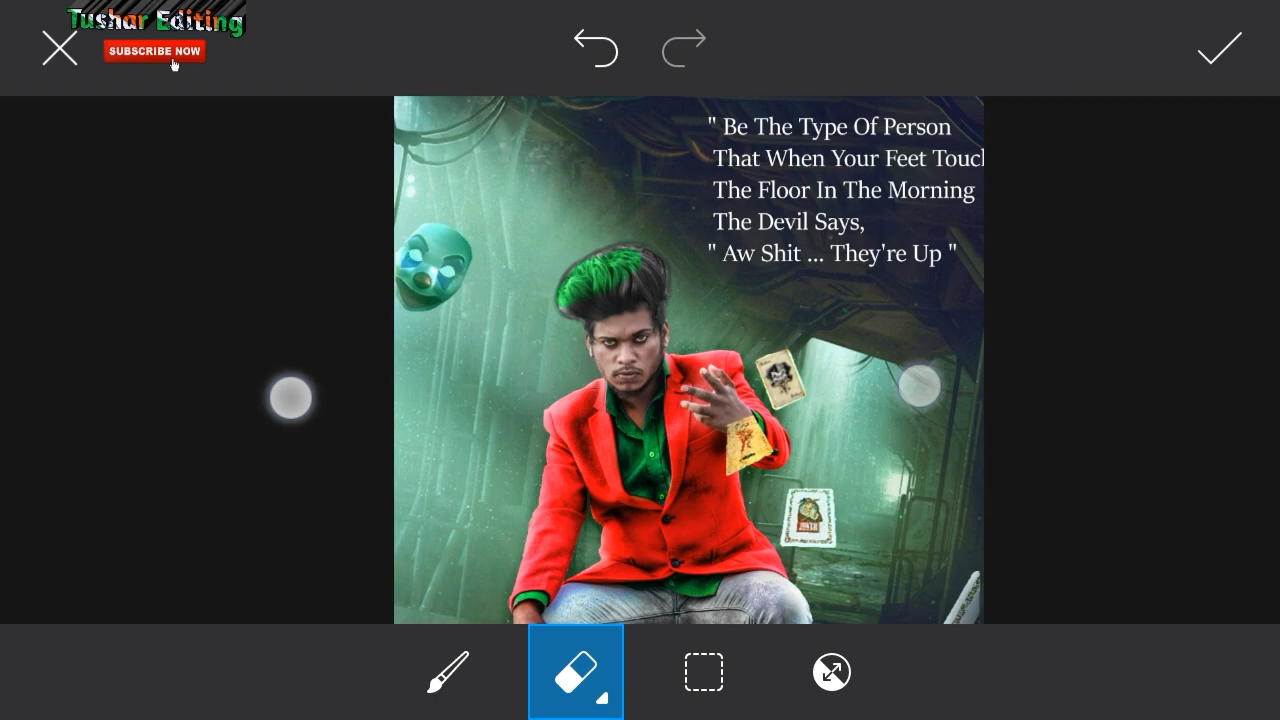 Tushar Editing
SUBSCRIBE NOW
" Be The Type Of Person
That When Your Feet Touch
The Floor In The Morning
The Devil Says,
" Aw Shit ... They're Up "